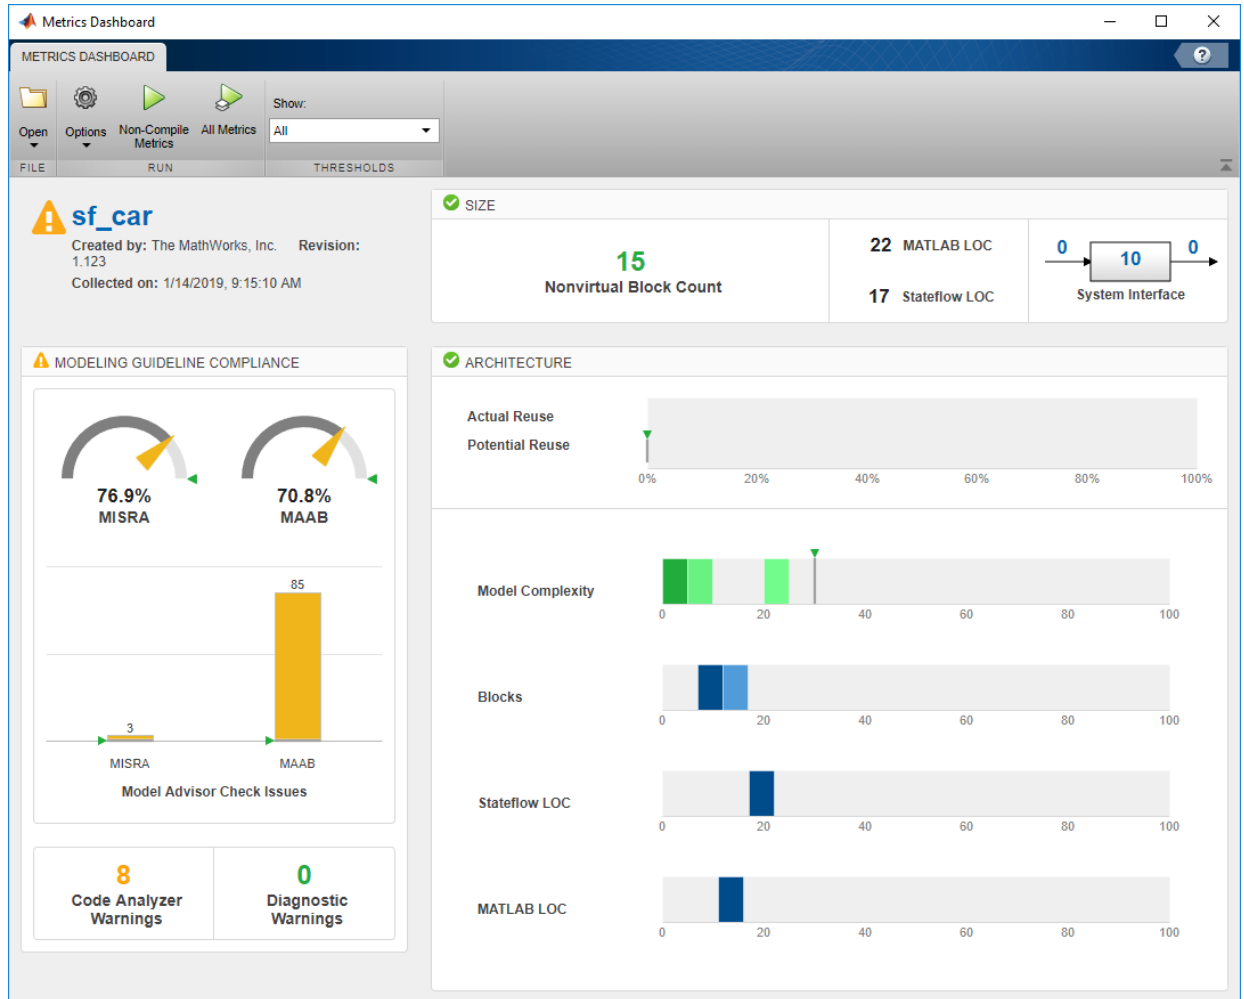 Metrics Dashboard
METRICS DASHBOARD
?
Open
Options
Non-Compile
Metrics
All Metrics
Show:
All
FILE
RUN
THRESHOLDS
sf_car
Created by: The MathWorks, Inc. Revision:
1.123
Collected on: 1/14/2019, 9:15:10 AM
SIZE
15
Nonvirtual Block Count
22 MATLAB LOC
17 Stateflow LOC
0
10
0
System Interface
MODELING GUIDELINE COMPLIANCE
76.9%
MISRA
70.8%
MAAB
85
3
MISRA
MAAB
Model Advisor Check Issues
8
Code Analyzer
Warnings
0
Diagnostic
Warnings
ARCHITECTURE
Actual Reuse
Potential Reuse
0% 20% 40% 60% 80% 100%
Model Complexity
0 20 40 60 80 100
Blocks
0 20 40 60 80 100
Stateflow LOC
0 20 40 60 80 100
MATLAB LOC
0 20 40 60 80 100